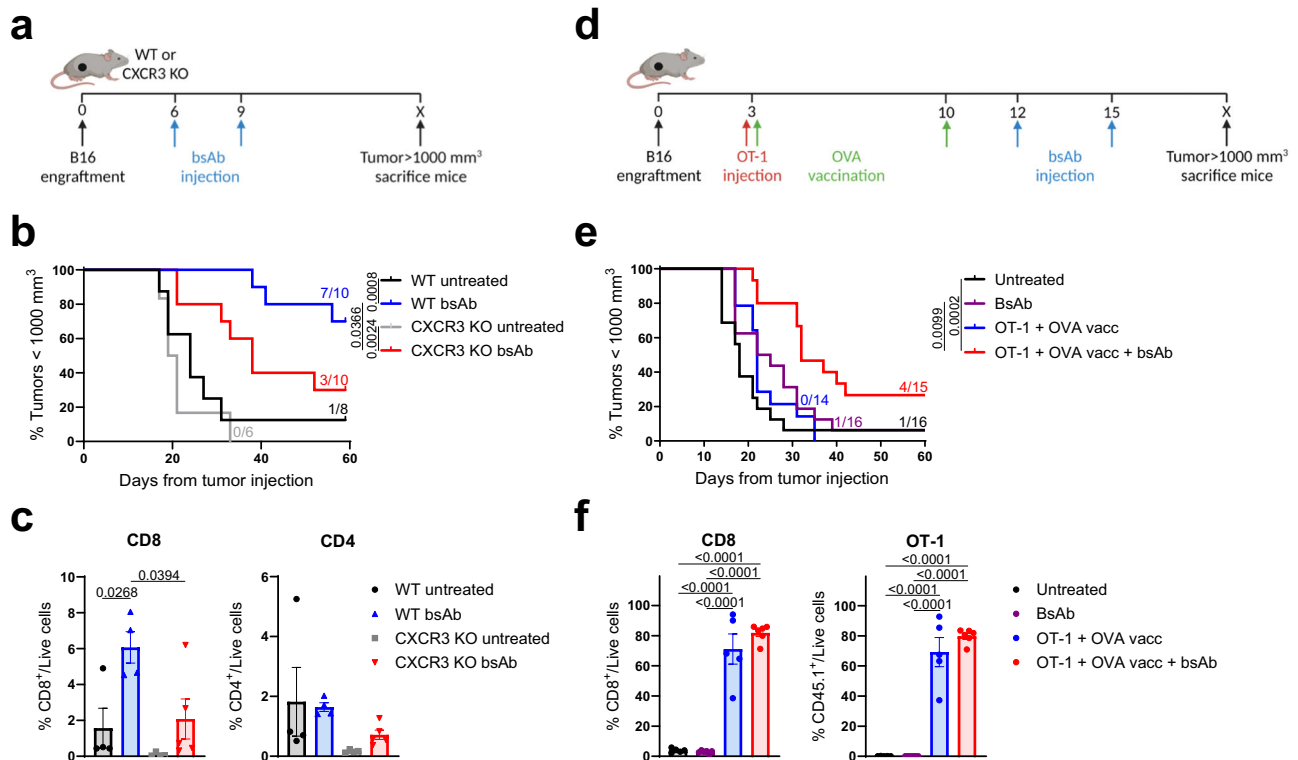 a
WT or
CXCR3 KO
0
6
9
X
B16
engraftment
bsAb
injection
Tumor>1000 mm³
sacrifice mice
b
% Tumors < 1000 mm³
100
80
60
40
20
0
0
20
40
60
Days from tumor injection
7/10
3/10
1/8
0/6
WT untreated
WT bsAb
CXCR3 KO untreated
CXCR3 KO bsAb
0.0366
0.0024
0.0008
c
CD8
% CD8⁺/Live cells
10
8
6
4
2
0
0.0268
0.0394
CD4
% CD4⁺/Live cells
6
4
2
0
WT untreated
WT bsAb
CXCR3 KO untreated
CXCR3 KO bsAb
d
0
3
10
12
15
X
B16
engraftment
OT-1
injection
OVA
vaccination
bsAb
injection
Tumor>1000 mm³
sacrifice mice
e
% Tumors < 1000 mm³
100
80
60
40
20
0
0
10
20
30
40
50
60
Days from tumor injection
4/15
0/14
1/16
1/16
0.0099
0.0002
Untreated
BsAb
OT-1 + OVA vacc
OT-1 + OVA vacc + bsAb
f
CD8
% CD8⁺/Live cells
100
80
60
40
20
0
<0.0001
<0.0001
<0.0001
<0.0001
OT-1
% CD45.1⁺/Live cells
100
80
60
40
20
0
<0.0001
<0.0001
<0.0001
<0.0001
Untreated
BsAb
OT-1 + OVA vacc
OT-1 + OVA vacc + bsAb